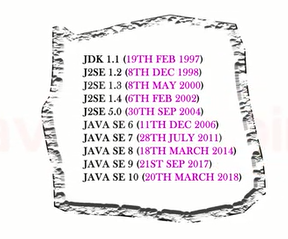 JDK 1.1 (19TH FEB 1997)
J2SE 1.2 (8TH DEC 1998)
J2SE 1.3 (8TH MAY 2000)
J2SE 1.4 (6TH FEB 2002)
J2SE 5.0 (30TH SEP 2004)
JAVA SE 6 (11TH DEC 2006)
JAVA SE 7 (28TH JULY 2011)
JAVA SE 8 (18TH MARCH 2014)
JAVA SE 9 (21ST SEP 2017)
JAVA SE 10 (20TH MARCH 2018)